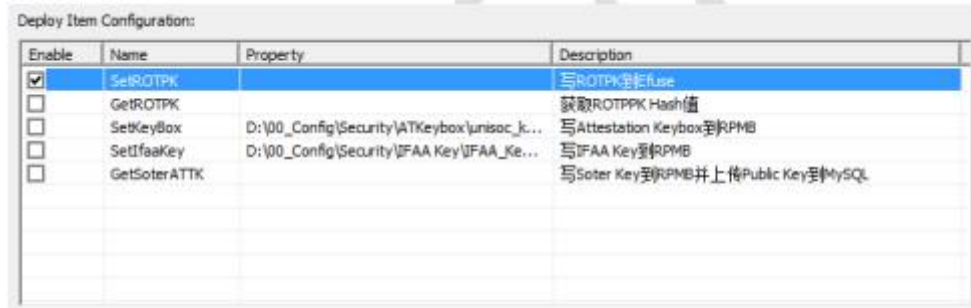 Deploy Item Configuration:
Enable Name Property Description
SetROTPK 写ROTPK到Efuse
GetROTPK 获取ROTPPK Hash值
SetKeyBox D:\00_Config\Security\ATKeybox\unisoc_k... 写Attestation Keybox到RPMB
SetIfaaKey D:\00_Config\Security\IFAA Key\IFAA_Ke... 写IFAA Key到RPMB
GetSoterATTK 写Soter Key到RPMB并上传Public Key到MySQL